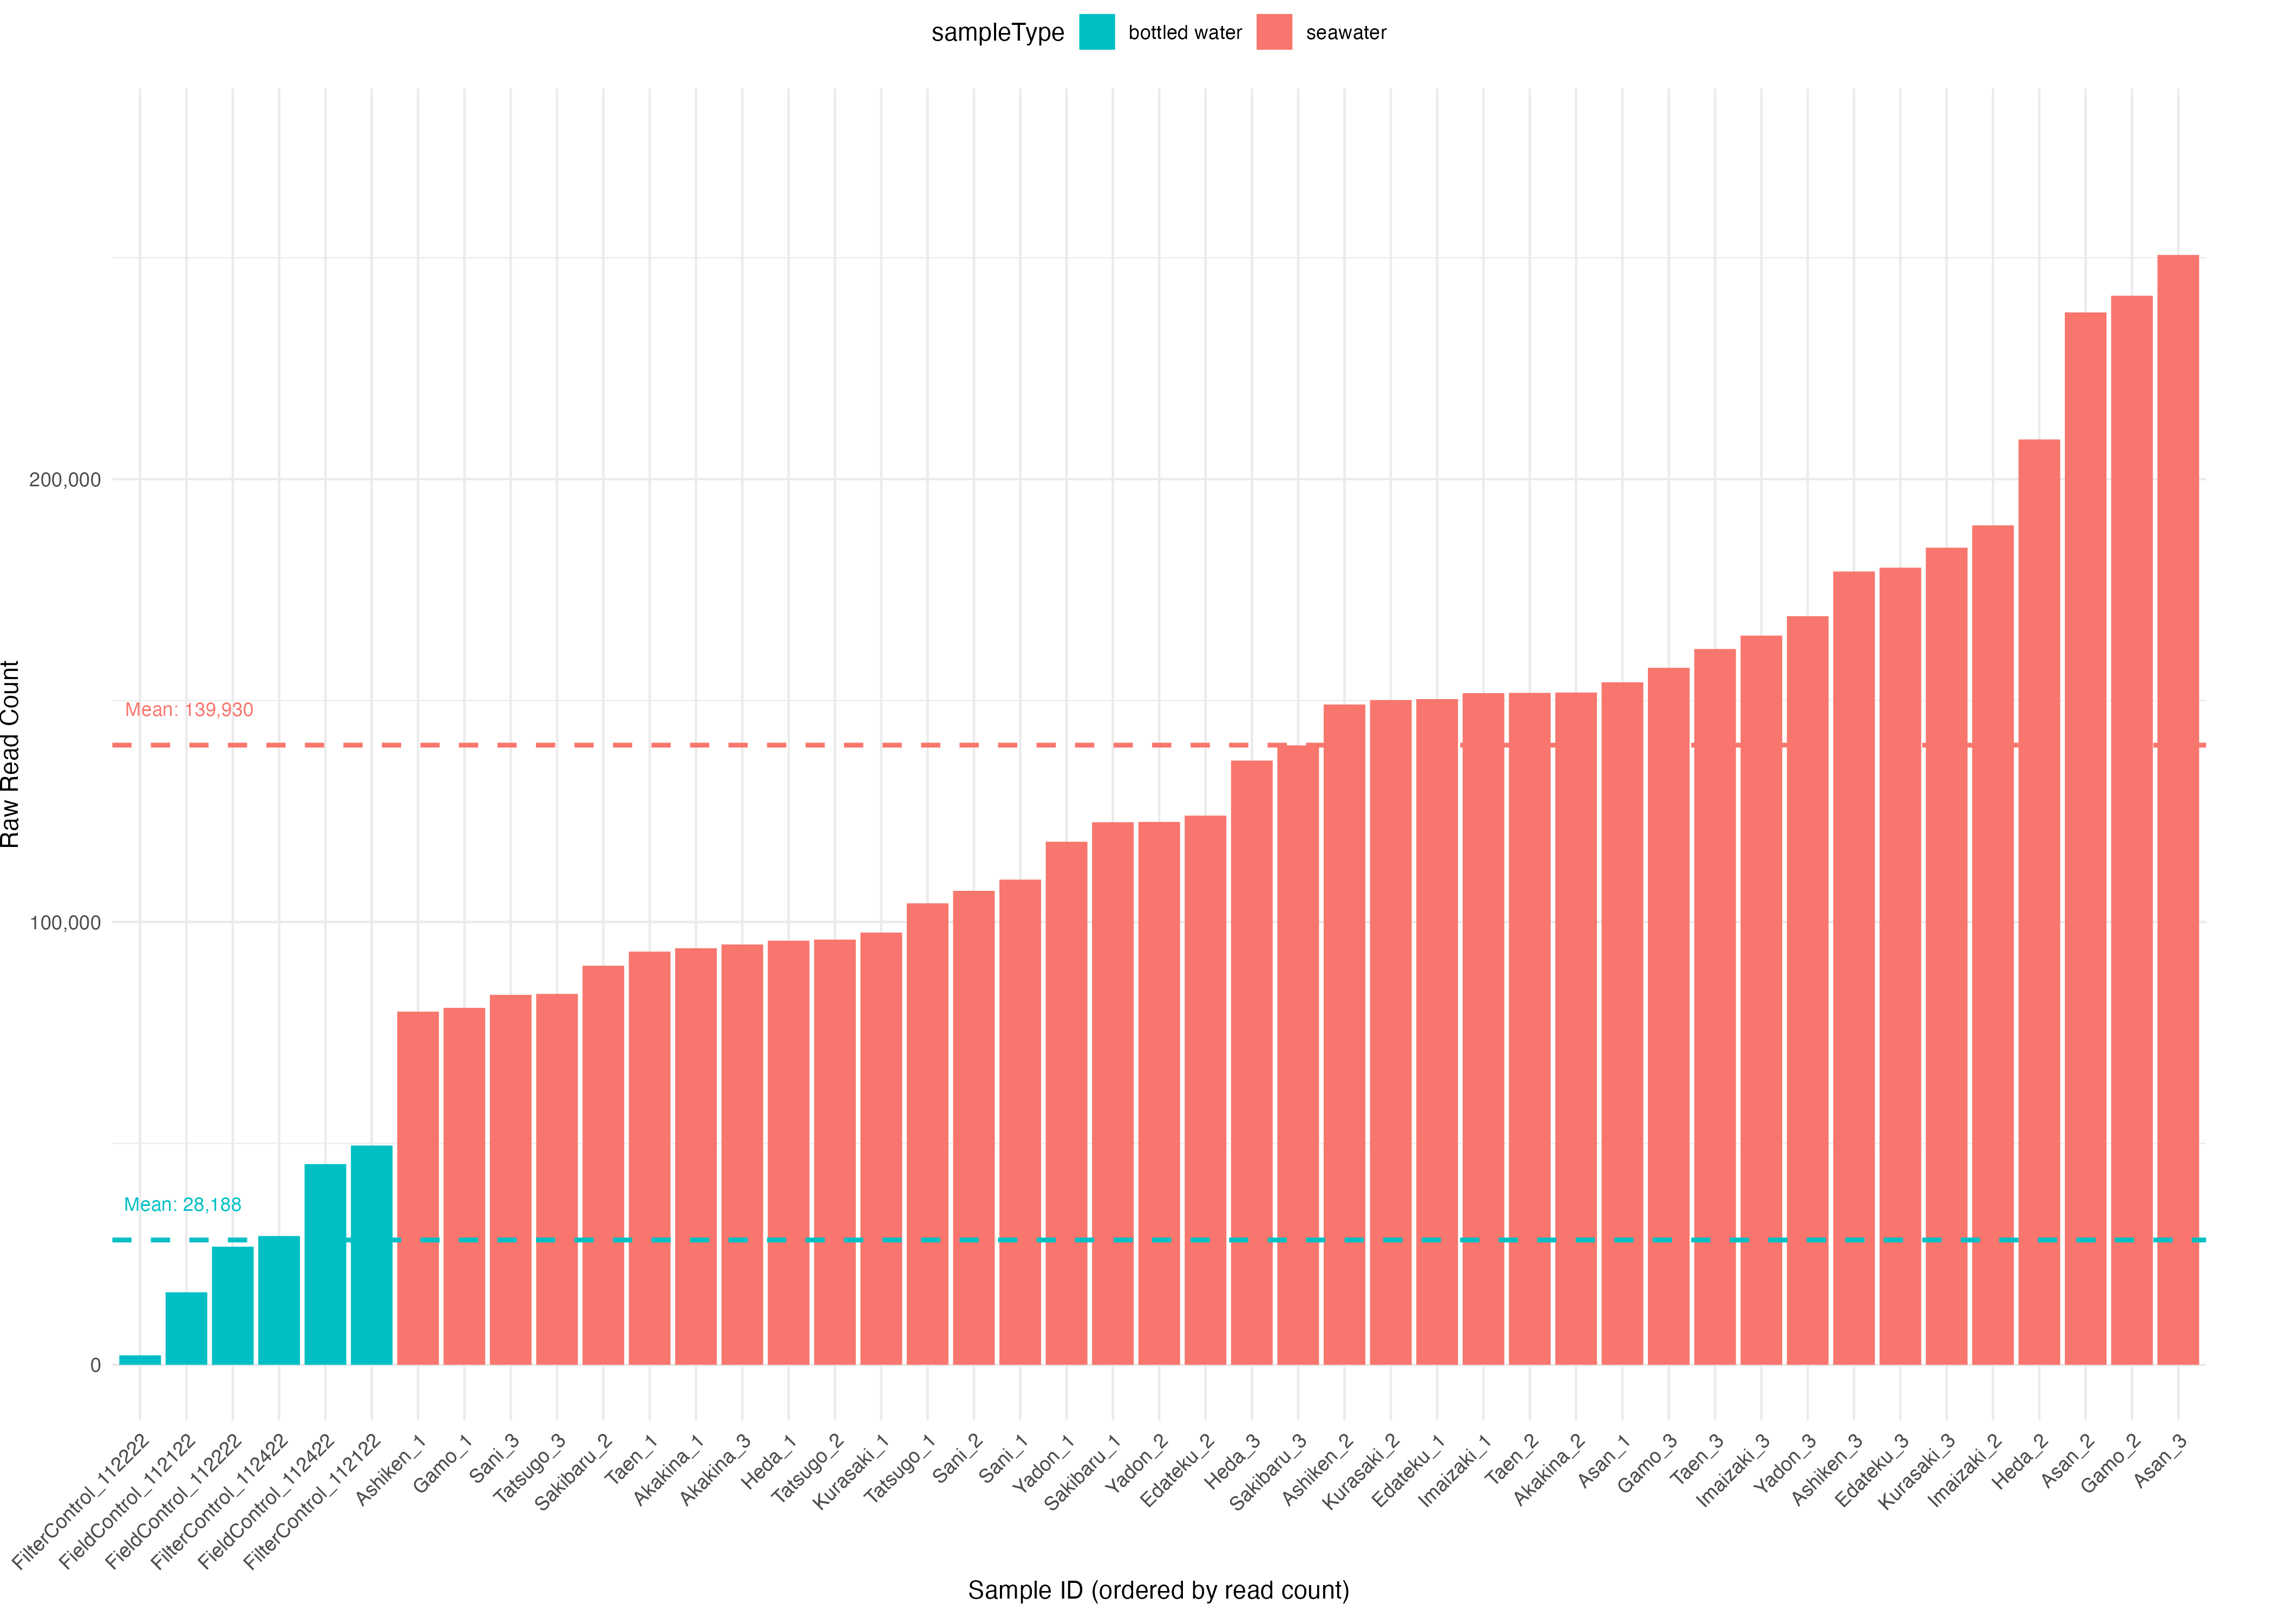 sampleType bottled water seawater
Raw Read Count
200,000
100,000
0
Mean: 139,930
Mean: 28,188
FilterControl_112222
FieldControl_112122
FieldControl_112222
FilterControl_112422
FieldControl_112422
FilterControl_112122
Ashiken_1
Gamo_1
Sani_3
Tatsugo_3
Sakibaru_2
Taen_1
Akakina_1
Akakina_3
Heda_1
Tatsugo_2
Kurasaki_1
Tatsugo_1
Sani_2
Sani_1
Yadon_1
Sakibaru_1
Yadon_2
Edateku_2
Heda_3
Sakibaru_3
Ashiken_2
Kurasaki_2
Edateku_1
Imaizaki_1
Taen_2
Akakina_2
Asan_1
Gamo_3
Taen_3
Imaizaki_3
Yadon_3
Ashiken_3
Edateku_3
Kurasaki_3
Imaizaki_2
Heda_2
Asan_2
Gamo_2
Asan_3
Sample ID (ordered by read count)